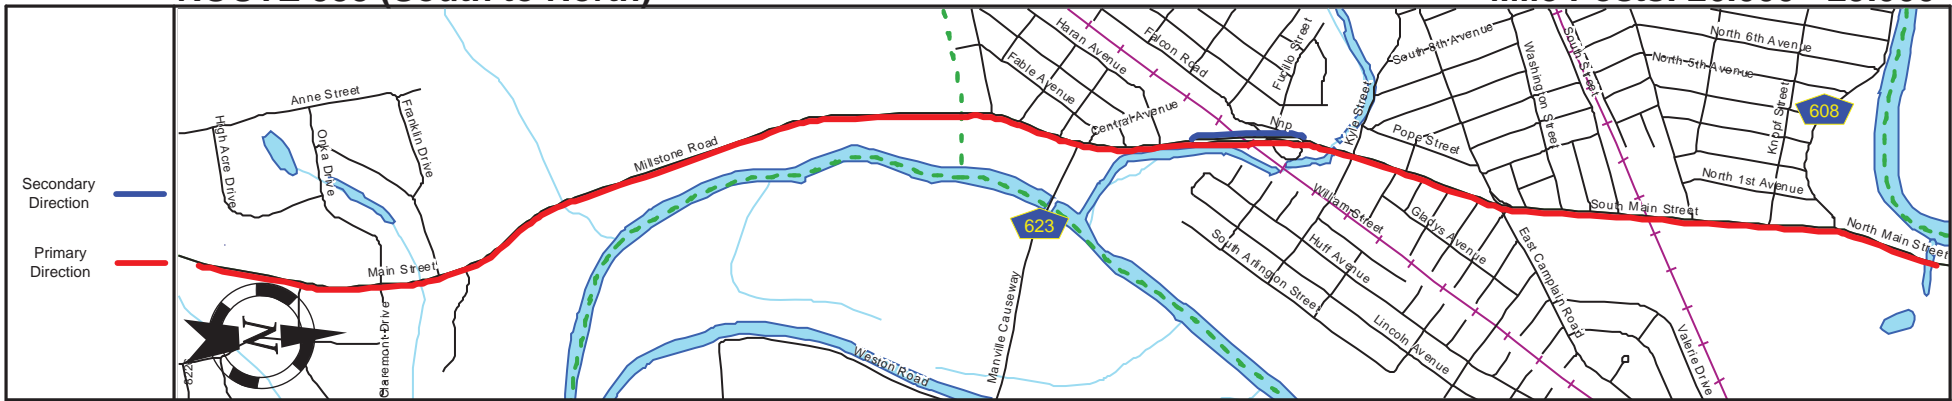 Secondary
Direction
Primary
Direction
Anne Street
High Acre Drive
Onka Drive
Franklin Drive
Main Street
Claremont Drive
Millstone Road
Weston Road
Manville Causeway
623
Haran Avenue
Fable Avenue
Falcon Road
Central Avenue
Nnp
Kyle Street
South 8th Avenue
Pope Street
Washington Street
South Street
North 6th Avenue
North 5th Avenue
Knopf Street
608
North 1st Avenue
South Main Street
North Main Street
William Street
Gladys Avenue
Huff Avenue
South Arlington Street
Lincoln Avenue
East Camplain Road
Valerie Drive
N